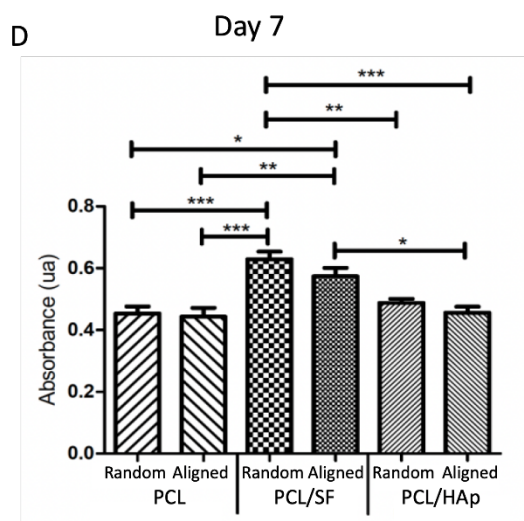 D
Day 7
***
**
*
**
***
***
*
0.8
0.6
0.4
0.2
0.0
Absorbance (ua)
Random Aligned Random Aligned Random Aligned
PCL PCL/SF PCL/HAp